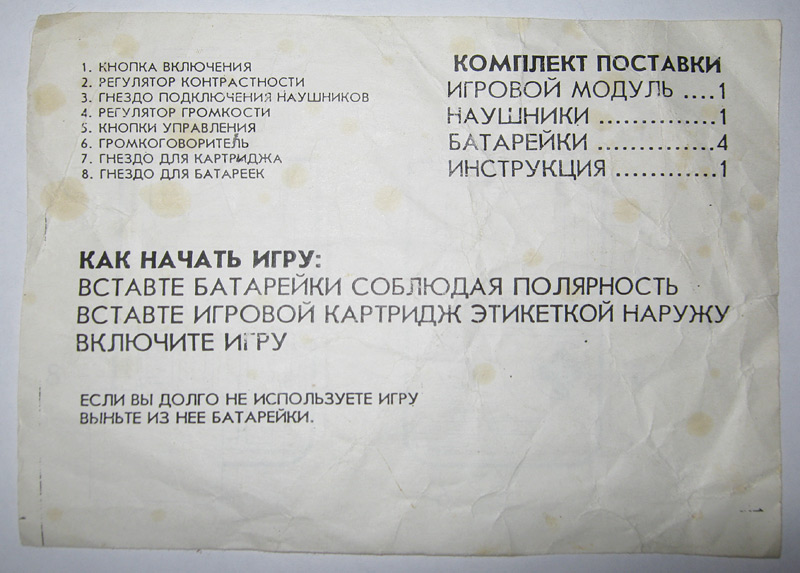 1. КНОПКА ВКЛЮЧЕНИЯ
2. РЕГУЛЯТОР КОНТРАСТНОСТИ
3. ГНЕЗДО ПОДКЛЮЧЕНИЯ НАУШНИКОВ
4. РЕГУЛЯТОР ГРОМКОСТИ
5. КНОПКИ УПРАВЛЕНИЯ
6. ГРОМКОГОВОРИТЕЛЬ
7. ГНЕЗДО ДЛЯ КАРТРИДЖА
8. ГНЕЗДО ДЛЯ БАТАРЕЕК
КОМПЛЕКТ ПОСТАВКИ
ИГРОВОЙ МОДУЛЬ ....1
НАУШНИКИ .............1
БАТАРЕЙКИ .............4
ИНСТРУКЦИЯ ............1
КАК НАЧАТЬ ИГРУ:
ВСТАВТЕ БАТАРЕЙКИ СОБЛЮДАЯ ПОЛЯРНОСТЬ
ВСТАВТЕ ИГРОВОЙ КАРТРИДЖ ЭТИКЕТКОЙ НАРУЖУ
ВКЛЮЧИТЕ ИГРУ
ЕСЛИ ВЫ ДОЛГО НЕ ИСПОЛЬЗУЕТЕ ИГРУ
ВЫНЬТЕ ИЗ НЕЕ БАТАРЕЙКИ.